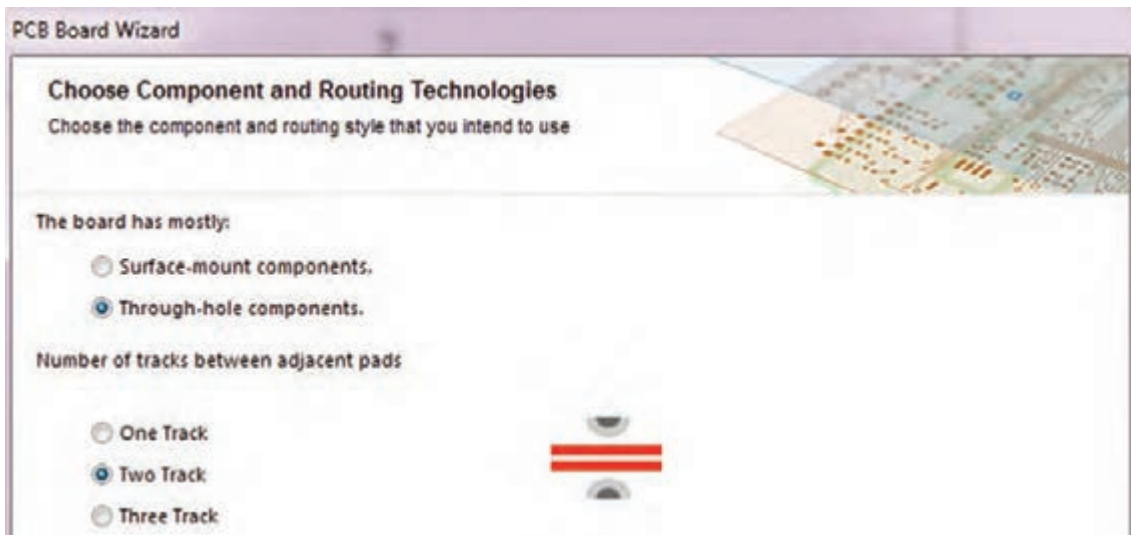 PCB Board Wizard
Choose Component and Routing Technologies
Choose the component and routing style that you intend to use
The board has mostly:
Surface-mount components.
Through-hole components.
Number of tracks between adjacent pads
One Track
Two Track
Three Track